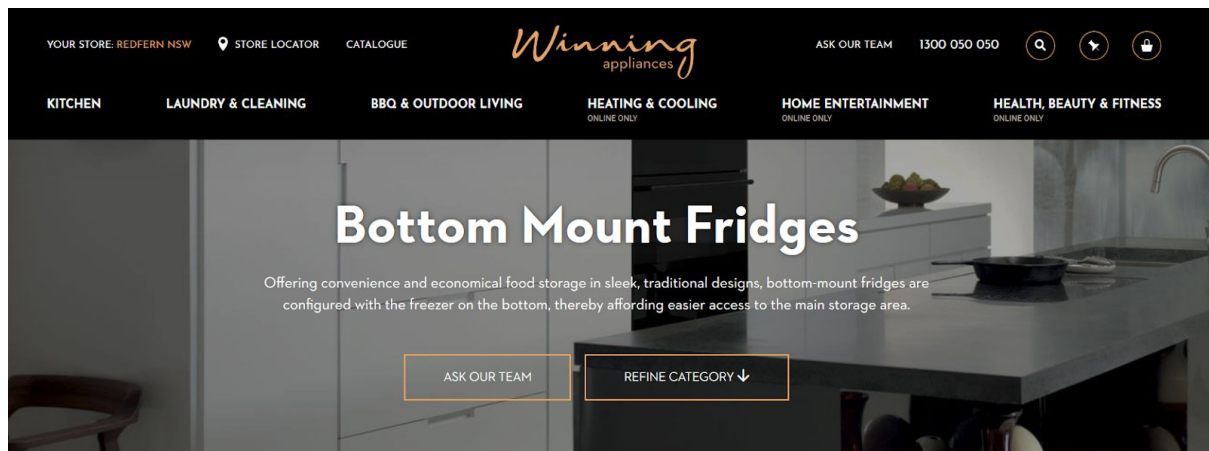 YOUR STORE: REDFERN NSW
STORE LOCATOR
CATALOGUE
Winning
appliances
ASK OUR TEAM
1300 050 050
KITCHEN
LAUNDRY & CLEANING
BBQ & OUTDOOR LIVING
HEATING & COOLING
ONLINE ONLY
HOME ENTERTAINMENT
ONLINE ONLY
HEALTH, BEAUTY & FITNESS
ONLINE ONLY
Bottom Mount Fridges
Offering convenience and economical food storage in sleek, traditional designs, bottom-mount fridges are
configured with the freezer on the bottom, thereby affording easier access to the main storage area.
ASK OUR TEAM
REFINE CATEGORY